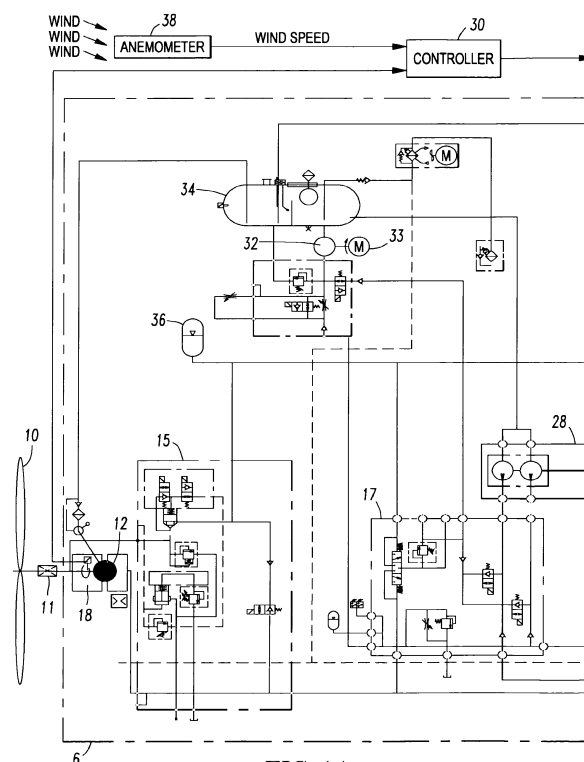 38
30
WIND
WIND
WIND
ANEMOMETER
WIND SPEED
CONTROLLER
M
34
32
M
33
36
10
15
28
17
12
11
18
6